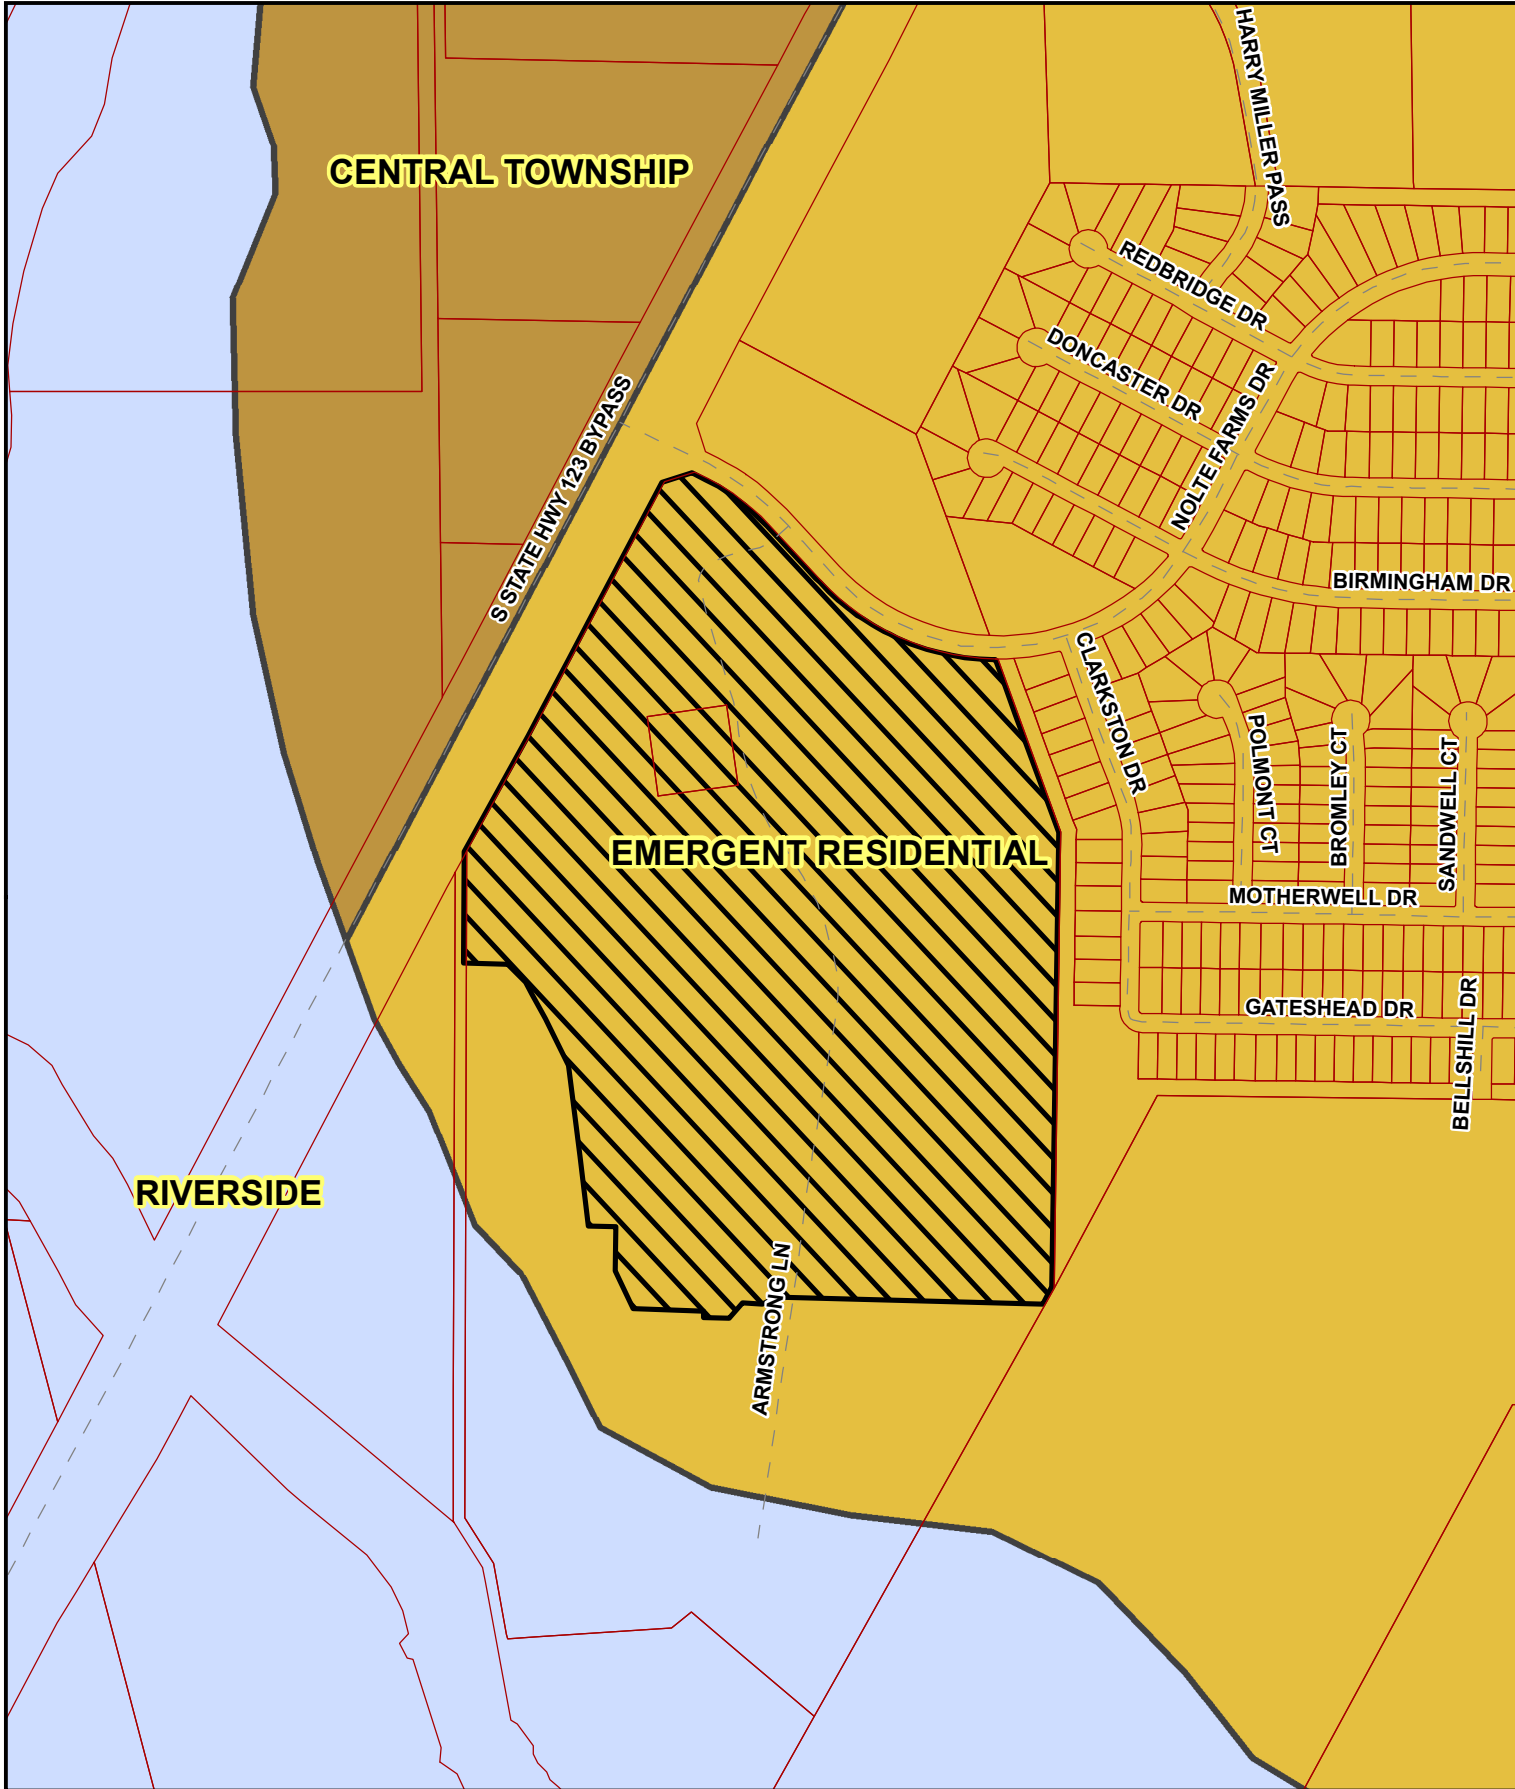 HARRY MILLER PASS
CENTRAL TOWNSHIP
REDBRIDGE DR
DONCASTER DR
NOLTE FARMS DR
S STATE HWY 123 BYPASS
BIRMINGHAM DR
CLARKSTON DR
POLMONT CT
BROMLEY CT
SANDWELL CT
EMERGENT RESIDENTIAL
MOTHERWELL DR
GATESHEAD DR
BELLSHILL DR
RIVERSIDE
ARMSTRONG LN